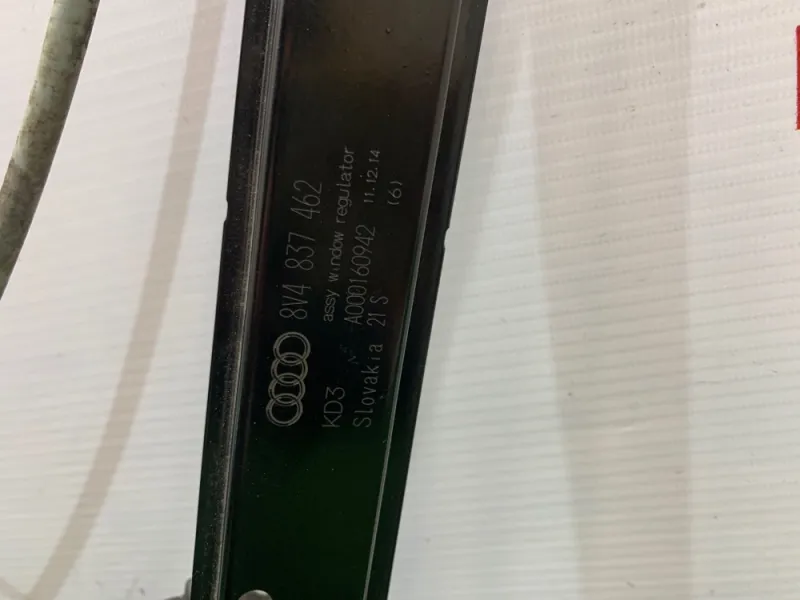 8V4 837 462
KD3 assy window regulator
A000160942 11.12.14
Slovakia 21 S (6)